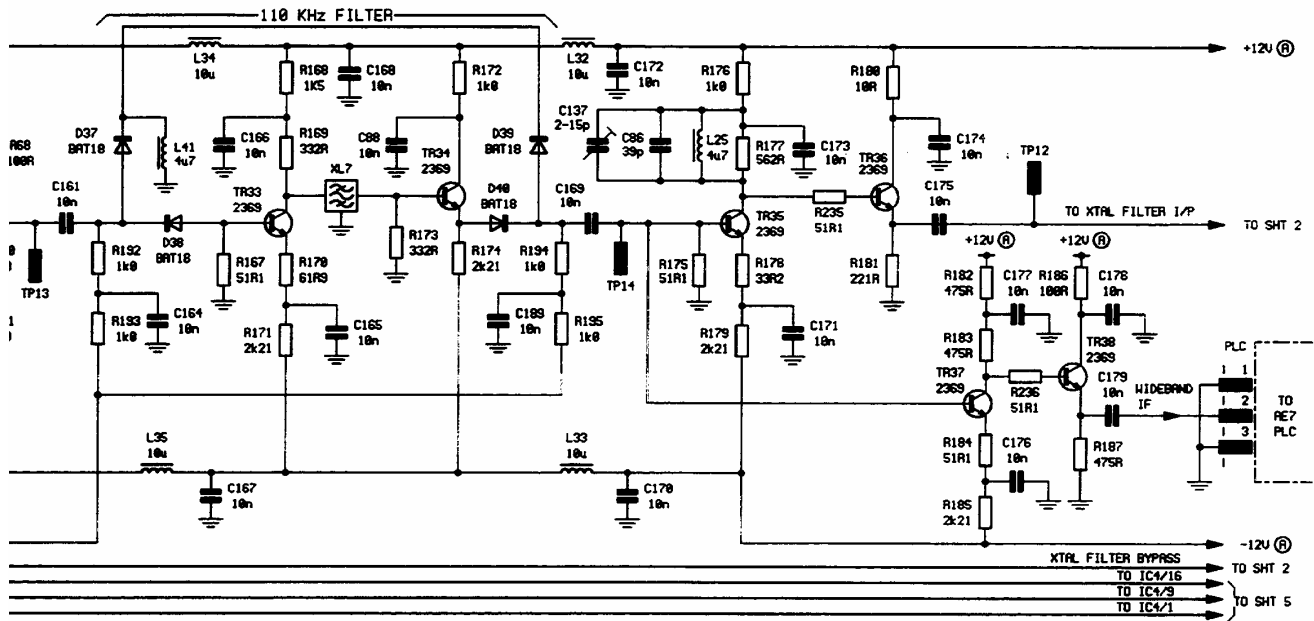 110 KHz FILTER
L34
10u
L32
10u
+12V Ⓡ
R168
1K5
C168
10n
R172
1k0
C172
10n
R176
1k0
R180
10R
R68
100R
D37
BAT18
L41
4u7
C166
10n
R169
332R
C88
10n
D39
BAT18
C137
2-15p
C86
39p
L25
4u7
R177
562R
C173
10n
C174
10n
TP12
TR33
2369
XL7
TR34
2369
TR36
2369
C161
10n
D40
BAT18
C169
10n
C175
10n
TO XTAL FILTER I/P
TO SHT 2
D38
BAT18
R192
1k0
R167
51R1
R170
61R9
R173
332R
R174
2k21
R194
1k0
TR35
2369
R235
51R1
R175
51R1
R178
33R2
R181
221R
TP13
TP14
+12V Ⓡ
+12V Ⓡ
R182
475R
C177
10n
R186
100R
C178
10n
R193
1k0
C164
10n
R171
2k21
C165
10n
C189
10n
R195
1k0
R179
2k21
C171
10n
R183
475R
TR38
2369
TR37
2369
R236
51R1
C179
10n
WIDEBAND
IF
PLC
1
2
3
TO
AE7
PLC
L35
10u
L33
10u
R184
51R1
C176
10n
R187
475R
C167
10n
C170
10n
R185
2k21
-12V Ⓡ
XTAL FILTER BYPASS
TO SHT 2
TO IC4/16
TO IC4/9
TO SHT 5
TO IC4/1